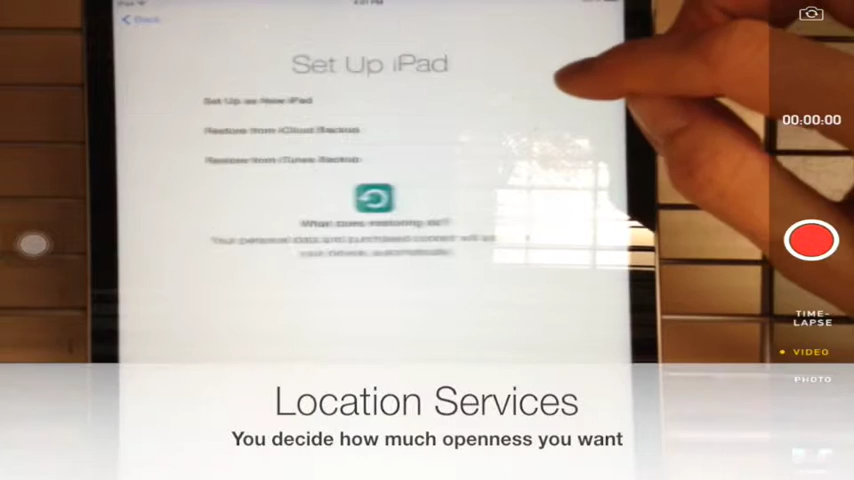 Back
Set Up iPad
Set Up as New iPad
Restore from iCloud Backup
Restore from iTunes Backup
What does restoring do?
Your personal data and purchased content will be
your device, automatically.
00:00:00
TIME-
LAPSE
VIDEO
PHOTO
Location Services
You decide how much openness you want